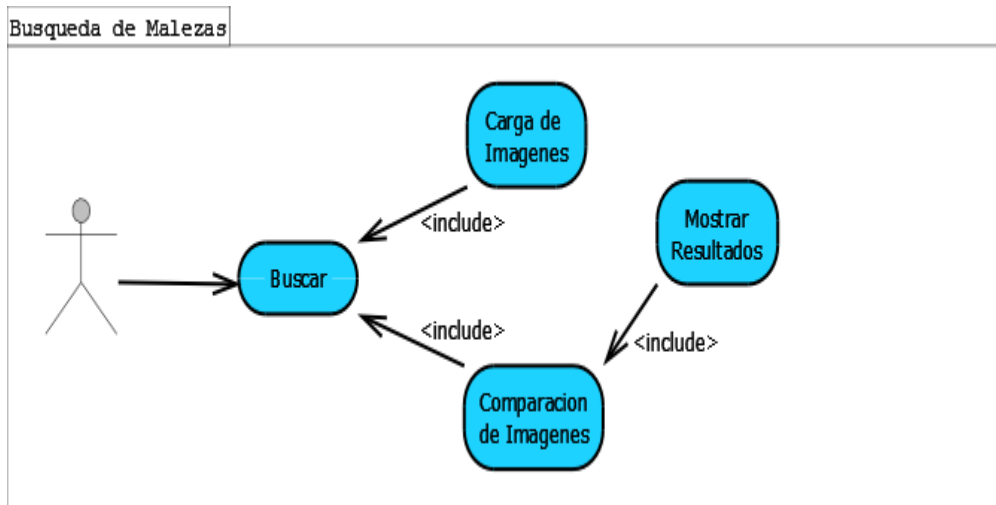 Busqueda de Malezas
Carga de
Imagenes
<include>
Mostrar
Resultados
Buscar
<include>
<include>
Comparacion
de Imagenes